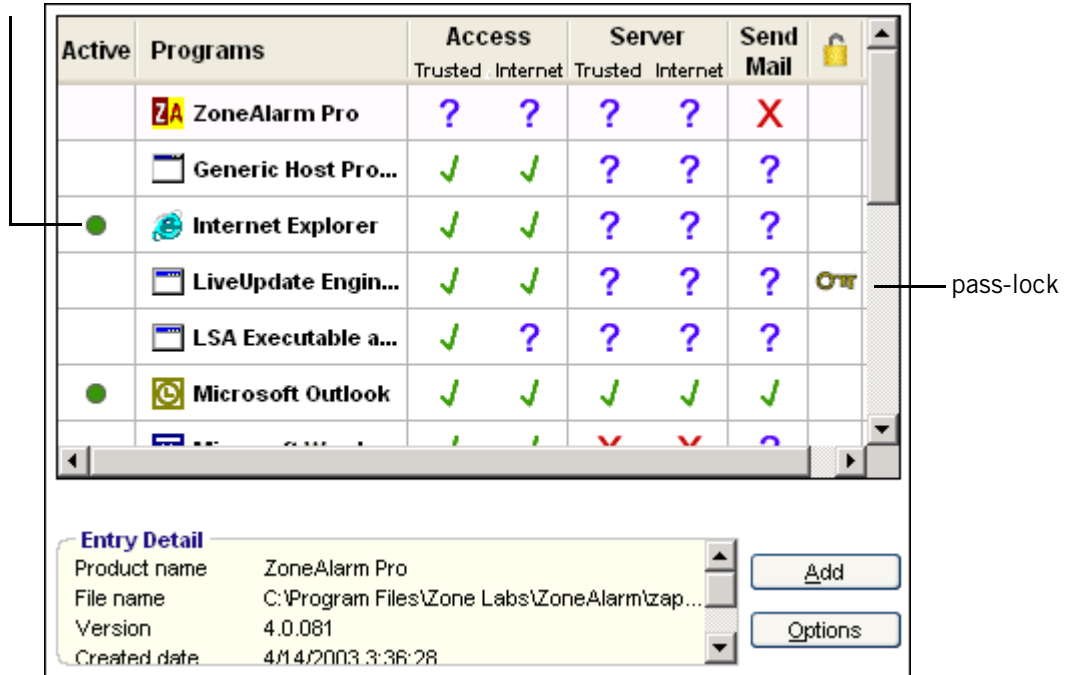 Active Programs Access Server Send Mail
Trusted Internet Trusted Internet
ZA ZoneAlarm Pro ? ? ? ? X
Generic Host Pro... ✓ ✓ ? ? ?
Internet Explorer ✓ ✓ ? ? ?
LiveUpdate Engin... ✓ ✓ ? ? ?
pass-lock
LSA Executable a... ✓ ? ? ? ?
Microsoft Outlook ✓ ✓ ✓ ✓ ✓
Entry Detail
Product name ZoneAlarm Pro
File name C:\Program Files\Zone Labs\ZoneAlarm\zap...
Version 4.0.081
Created date 4/14/2003 3:36:28
Add
Options